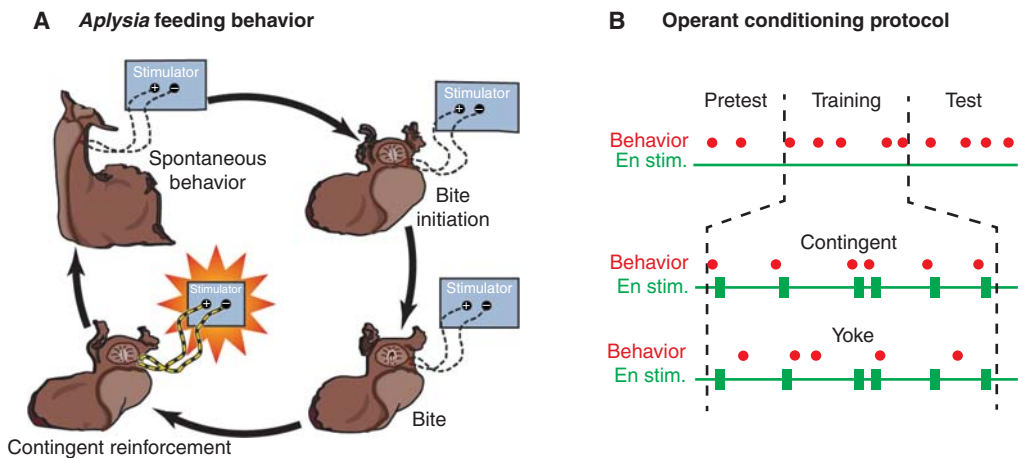 A Aplysia feeding behavior
Stimulator
+ −
Spontaneous
behavior
Stimulator
+ −
Bite
initiation
Stimulator
+ −
Bite
Stimulator
+ −
Contingent reinforcement
B Operant conditioning protocol
Pretest Training Test
Behavior
En stim.
Contingent
Behavior
En stim.
Yoke
Behavior
En stim.